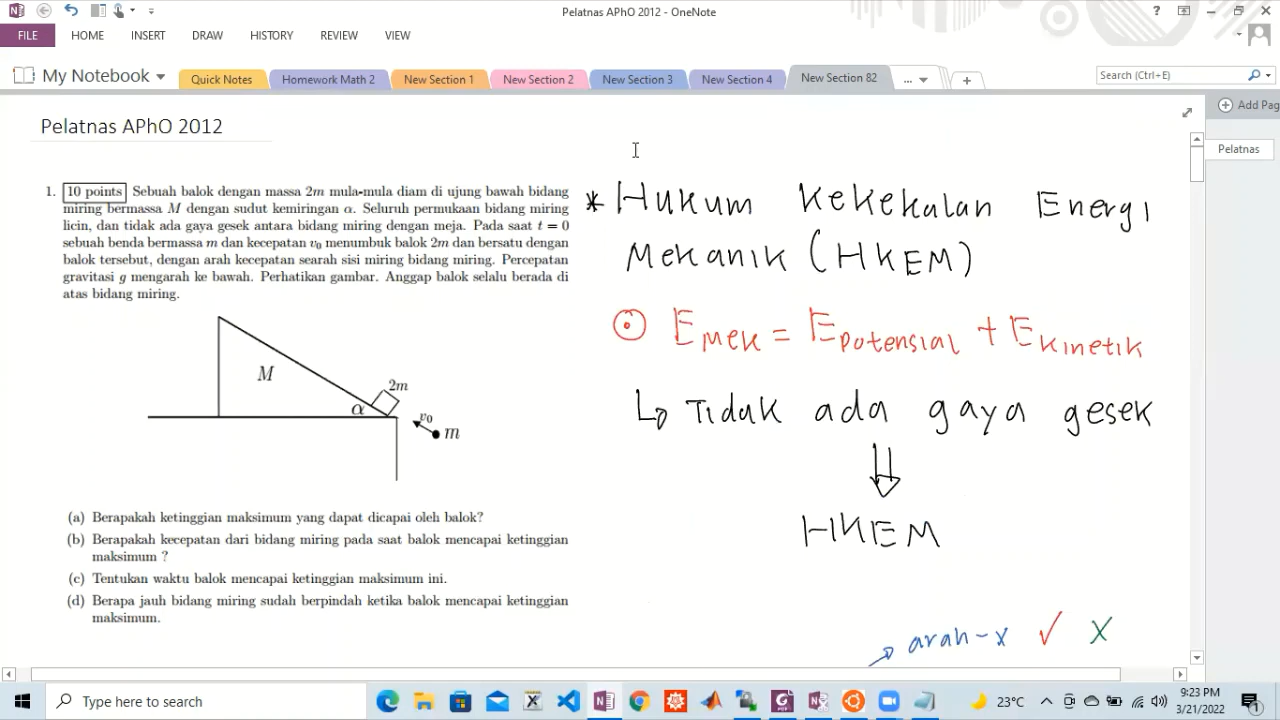 Pelatnas APhO 2012 - OneNote
FILE HOME INSERT DRAW HISTORY REVIEW VIEW
My Notebook Quick Notes Homework Math 2 New Section 1 New Section 2 New Section 3 New Section 4 New Section 82 ... Search (Ctrl+E)
Add Pag
Pelatnas
Pelatnas APhO 2012
1. 10 points Sebuah balok dengan massa 2m mula-mula diam di ujung bawah bidang
miring bermassa M dengan sudut kemiringan α. Seluruh permukaan bidang miring
licin, dan tidak ada gaya gesek antara bidang miring dengan meja. Pada saat t = 0
sebuah benda bermassa m dan kecepatan v₀ menumbuk balok 2m dan bersatu dengan
balok tersebut, dengan arah kecepatan searah sisi miring bidang miring. Percepatan
gravitasi g mengarah ke bawah. Perhatikan gambar. Anggap balok selalu berada di
atas bidang miring.
M
2m
α
v₀
m
(a) Berapakah ketinggian maksimum yang dapat dicapai oleh balok?
(b) Berapakah kecepatan dari bidang miring pada saat balok mencapai ketinggian
maksimum ?
(c) Tentukan waktu balok mencapai ketinggian maksimum ini.
(d) Berapa jauh bidang miring sudah berpindah ketika balok mencapai ketinggian
maksimum.
* Hukum Kekekalan Energi
Mekanik (HKEM)
E mek = E potensial + E kinetik
↳ Tidak ada gaya gesek
⇓
HKEM
→ arah-x ✓ X
Type here to search
23°C
9:23 PM
3/21/2022